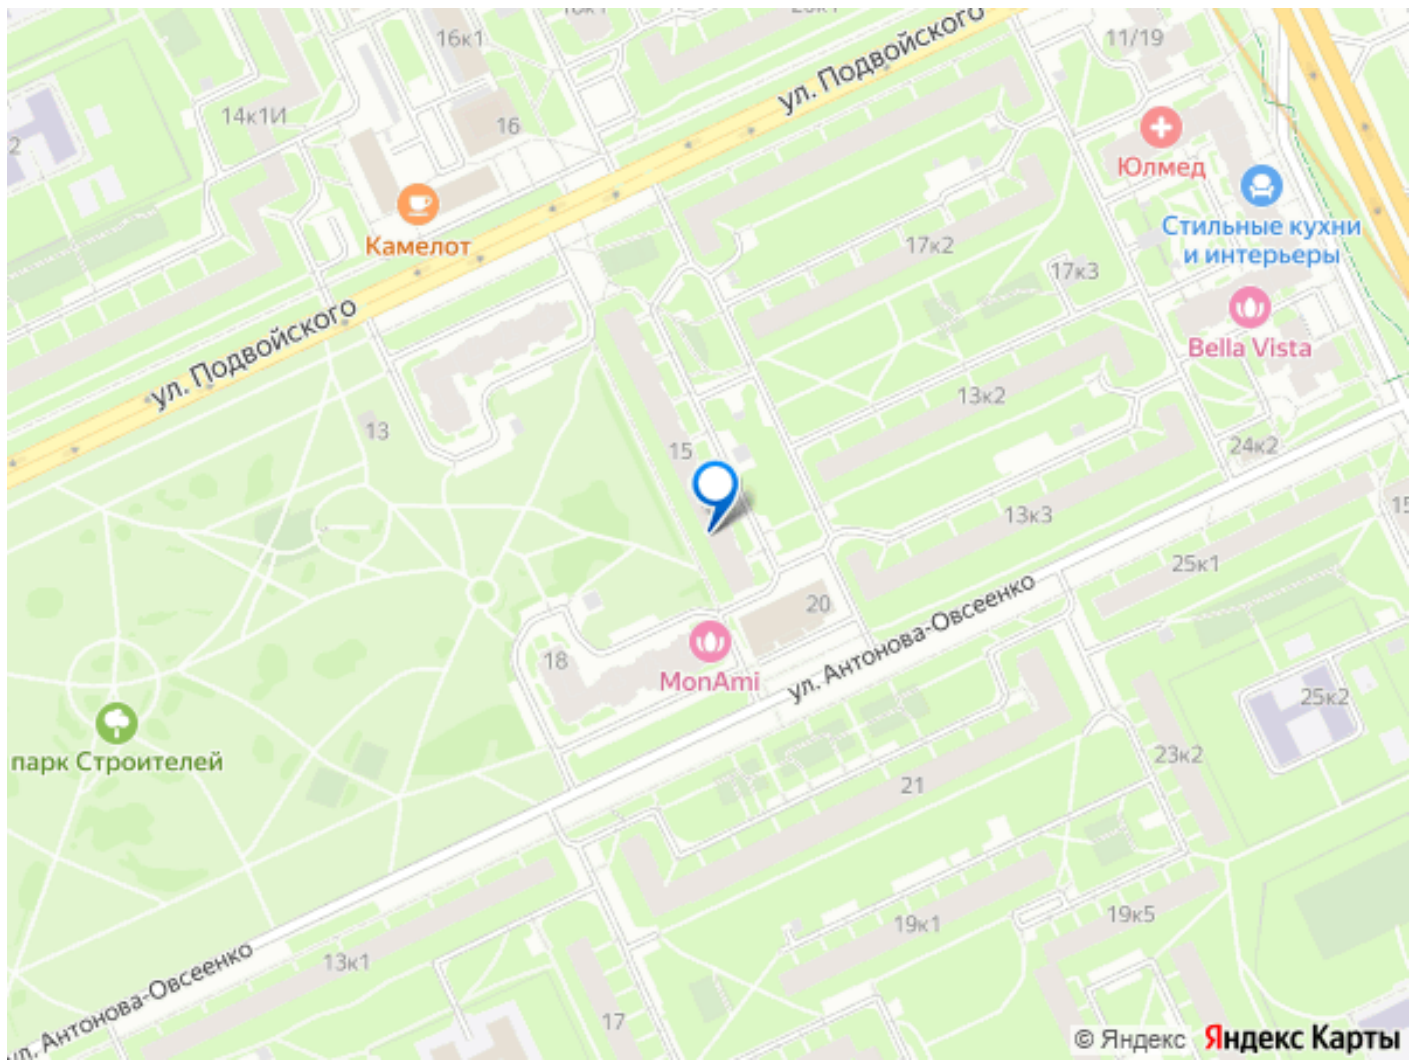 16к1
11/19
ул. Подвойского
14к1И
16
2
Юлмед
Камелот
Стильные кухни
и интерьеры
17к2
17к3
ул. Подвойского
Bella Vista
13к2
13
15
24к2
13к3
15
25к1
20
ул. Антонова-Овсеенко
18
MonAmi
25к2
парк Строителей
23к2
21
19к1
19к5
13к1
ул. Антонова-Овсеенко
17
© Яндекс Яндекс Карты